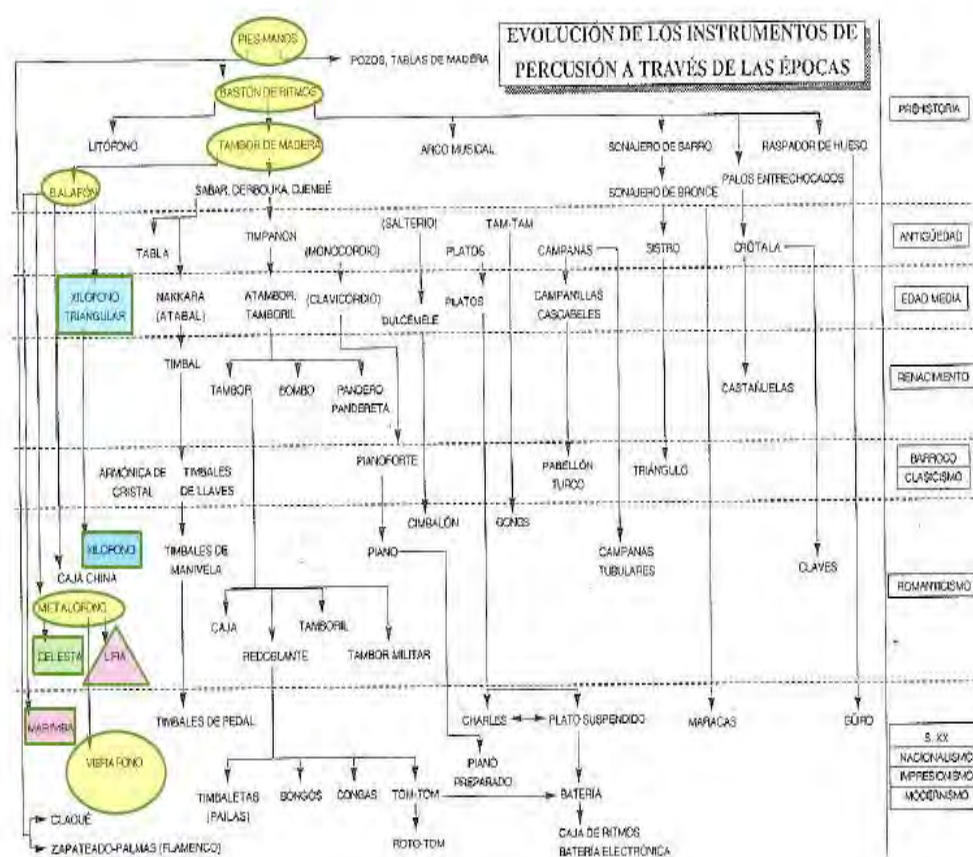 EVOLUCIÓN DE LOS INSTRUMENTOS DE
PERCUSIÓN A TRAVÉS DE LAS ÉPOCAS
PIES-MANOS
POZOS, TABLAS DE MADERA
BASTÓN DE RITMOS
PREHISTORIA
LITÓFONO
TAMBOR DE MADERA
ARCO MUSICAL
SONAJERO DE BARRO
RASPADOR DE HUESO
PALOS ENTRECHOCADOS
BALAFÓN
SABAR, DERBOUKA, DJEMBÉ
SONAJERO DE BRONCE
(SALTERIO)
TAM-TAM
TIMPANON
TABLA
(MONOCORDIO)
PLATOS
CAMPANAS
SISTRO
CRÓTALA
ANTIGÜEDAD
XILOFONO
TRIANGULAR
NAKKARA
(ATABAL)
ATAMBOR,
TAMBORIL
(CLAVICORDIO)
DULCÉMELE
PLATOS
CAMPANILLAS
CASCABELES
EDAD MEDIA
TIMBAL
TAMBOR
BOMBO
PANDERO
PANDERETA
CASTAÑUELAS
RENACIMIENTO
ARMÓNICA DE
CRISTAL
TIMBALES
DE LLAVES
PIANOFORTE
PABELLÓN
TURCO
TRIÁNGULO
BARROCO
CLASICISMO
CIMBALÓN
GONGS
XILOFONO
CAJA CHINA
TIMBALES DE
MANIVELA
PIANO
CAMPANAS
TUBULARES
CLAVES
ROMANTICISMO
METALÓFONO
CELESTA
LIRA
CAJA
REDOBLANTE
TAMBORIL
TAMBOR MILITAR
MARIMBA
TIMBALES DE PEDAL
CHARLES
PLATO SUSPENDIDO
MARACAS
GÜIRO
S. XX
NACIONALISMO
IMPRESIONISMO
MODERNISMO
VIBRAFONO
PIANO
PREPARADO
TIMBALETAS
(PAILAS)
BONGOS
CONGAS
TOM-TOM
BATERÍA
CLAQUÉ
ZAPATEADO-PALMAS (FLAMENCO)
ROTO-TOM
CAJA DE RITMOS
BATERÍA ELECTRÓNICA